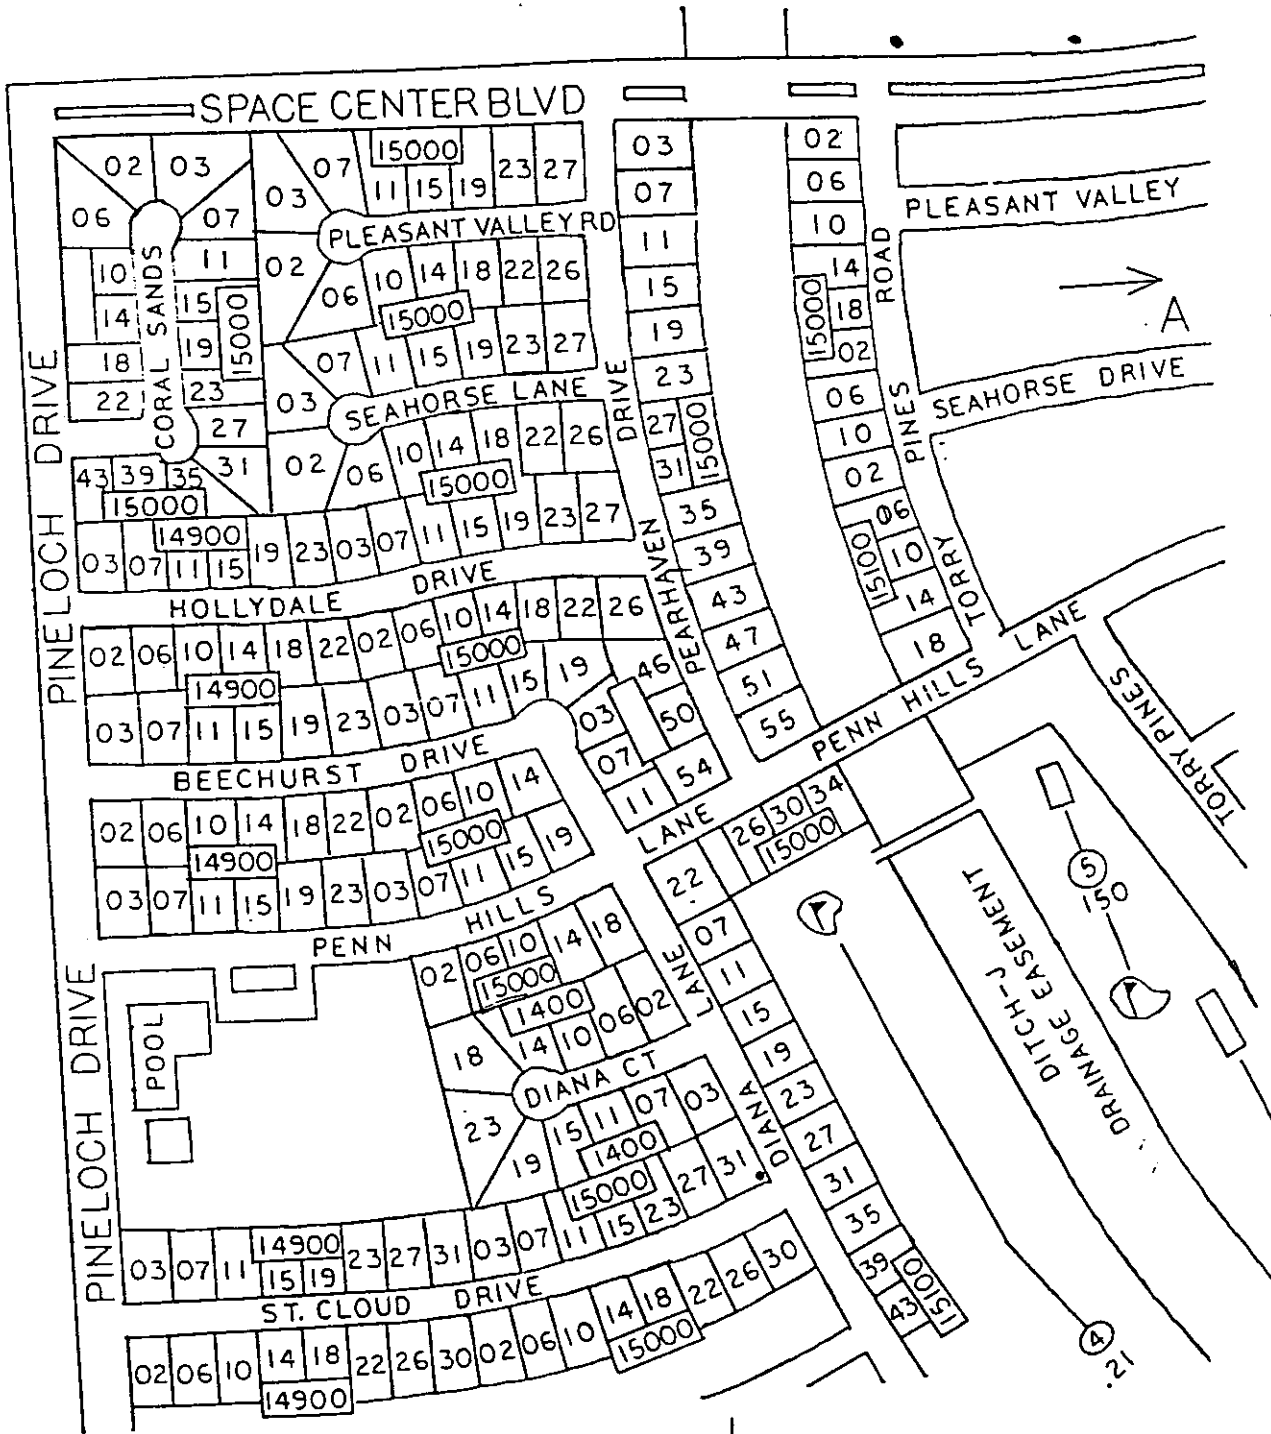 SPACE CENTER BLVD
02 03 03 07 15000 11 15 19 23 27 03 02
06 07 07 06
PLEASANT VALLEY RD
PLEASANT VALLEY
10 11 02 06 10 14 18 22 26 11 10
15000
14 15 15000 15 14
18 19 07 11 15 19 23 27 19 15000 18
22 23 03 23 02
CORAL SANDS
SEAHORSE LANE
SEAHORSE DRIVE
A
27 02 06 10 14 18 22 26 27 15000 06
31 15000 31 10
43 39 35 35 02
15000
14900
03 07 11 15 19 23 03 07 11 15 19 23 27 39 06
HOLLYDALE DRIVE
15100 10
43 14
02 06 10 14 18 22 02 06 10 14 18 22 26 47 18
14900 15000
46 51
03 07 11 15 19 23 03 07 11 15 19 03 50 55
07 54
11
BEECHURST DRIVE
PINELOCH DRIVE
PEARHAVEN DRIVE
TORRY PINES ROAD
TORRY PINES
PENN HILLS LANE
02 06 10 14 18 22 02 06 10 14
14900 15000
26 30 34
15000
22
03 07 11 15 19 23 03 07 11 15 19
PENN HILLS LANE
02 06 10 14 18 07
15000
1400
11
18 14 10 06 02 15
DIANA CT
19
23 19 15 11 07 03 23
1400
27
15000
31
POOL
PINELOCH DRIVE
DIANA LANE
03 07 11 14900 15 19 23 27 31 03 07 11 15 23 27 31 35
ST. CLOUD DRIVE
39 15100
43
02 06 10 14 18 22 26 30 02 06 10 14 18 22 26 30
14900 15000
DITCH-J
DRAINAGE EASEMENT
5
150
4
.21